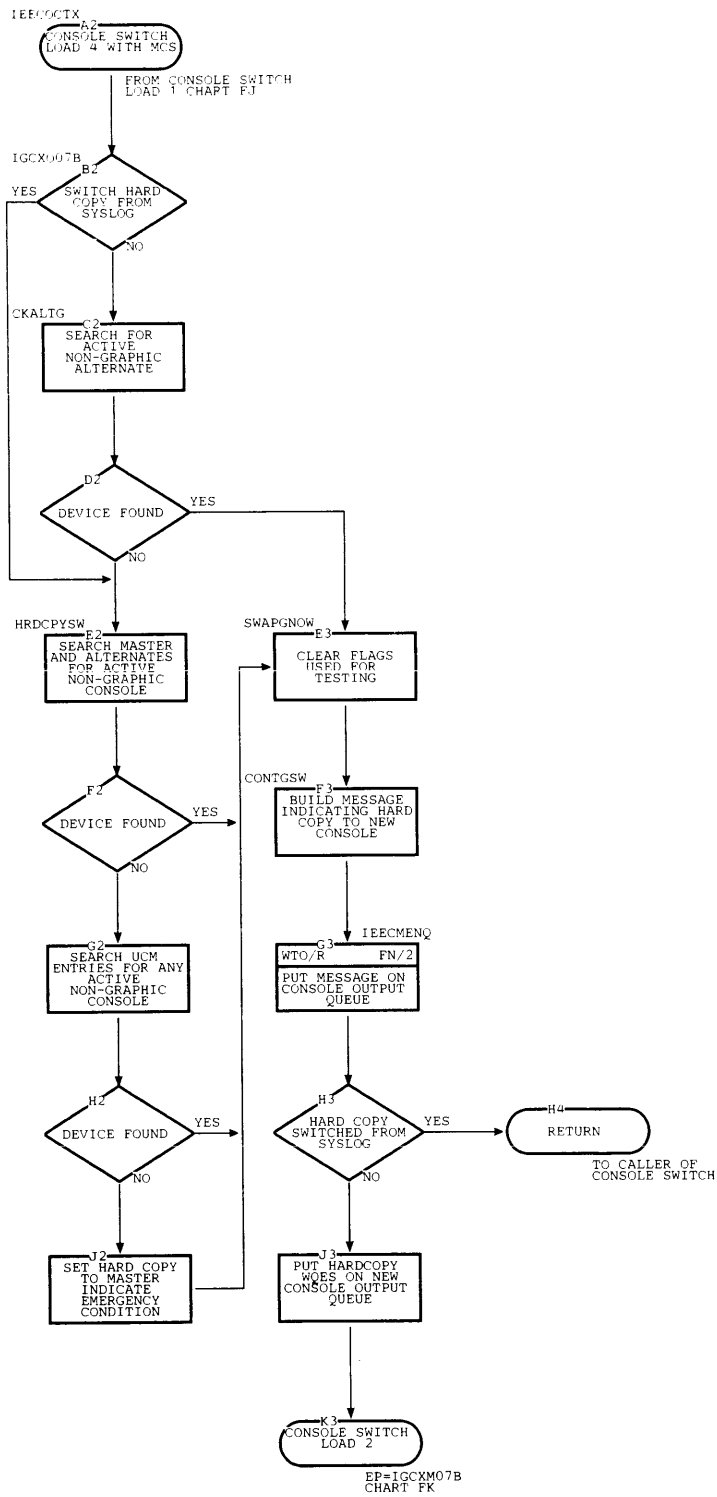 IEECOCTX
A2
CONSOLE SWITCH
LOAD 4 WITH MCS
FROM CONSOLE SWITCH
LOAD 1 CHART FJ
IGCX007B
B2
YES
SWITCH HARD
COPY FROM
SYSLOG
NO
CKALTG
C2
SEARCH FOR
ACTIVE
NON-GRAPHIC
ALTERNATE
D2
DEVICE FOUND
YES
NO
HRDCPYSW
E2
SEARCH MASTER
AND ALTERNATES
FOR ACTIVE
NON-GRAPHIC
CONSOLE
SWAPGNOW
E3
CLEAR FLAGS
USED FOR
TESTING
F2
DEVICE FOUND
YES
NO
CONTGSW
F3
BUILD MESSAGE
INDICATING HARD
COPY TO NEW
CONSOLE
G2
SEARCH UCM
ENTRIES FOR ANY
ACTIVE
NON-GRAPHIC
CONSOLE
IEECMENQ
G3
WTO/R FN/2
PUT MESSAGE ON
CONSOLE OUTPUT
QUEUE
H2
DEVICE FOUND
YES
NO
H3
HARD COPY
SWITCHED FROM
SYSLOG
YES
NO
H4
RETURN
TO CALLER OF
CONSOLE SWITCH
J2
SET HARD COPY
TO MASTER
INDICATE
EMERGENCY
CONDITION
J3
PUT HARDCOPY
WQES ON NEW
CONSOLE OUTPUT
QUEUE
K3
CONSOLE SWITCH
LOAD 2
EP=IGCXM07B
CHART FK